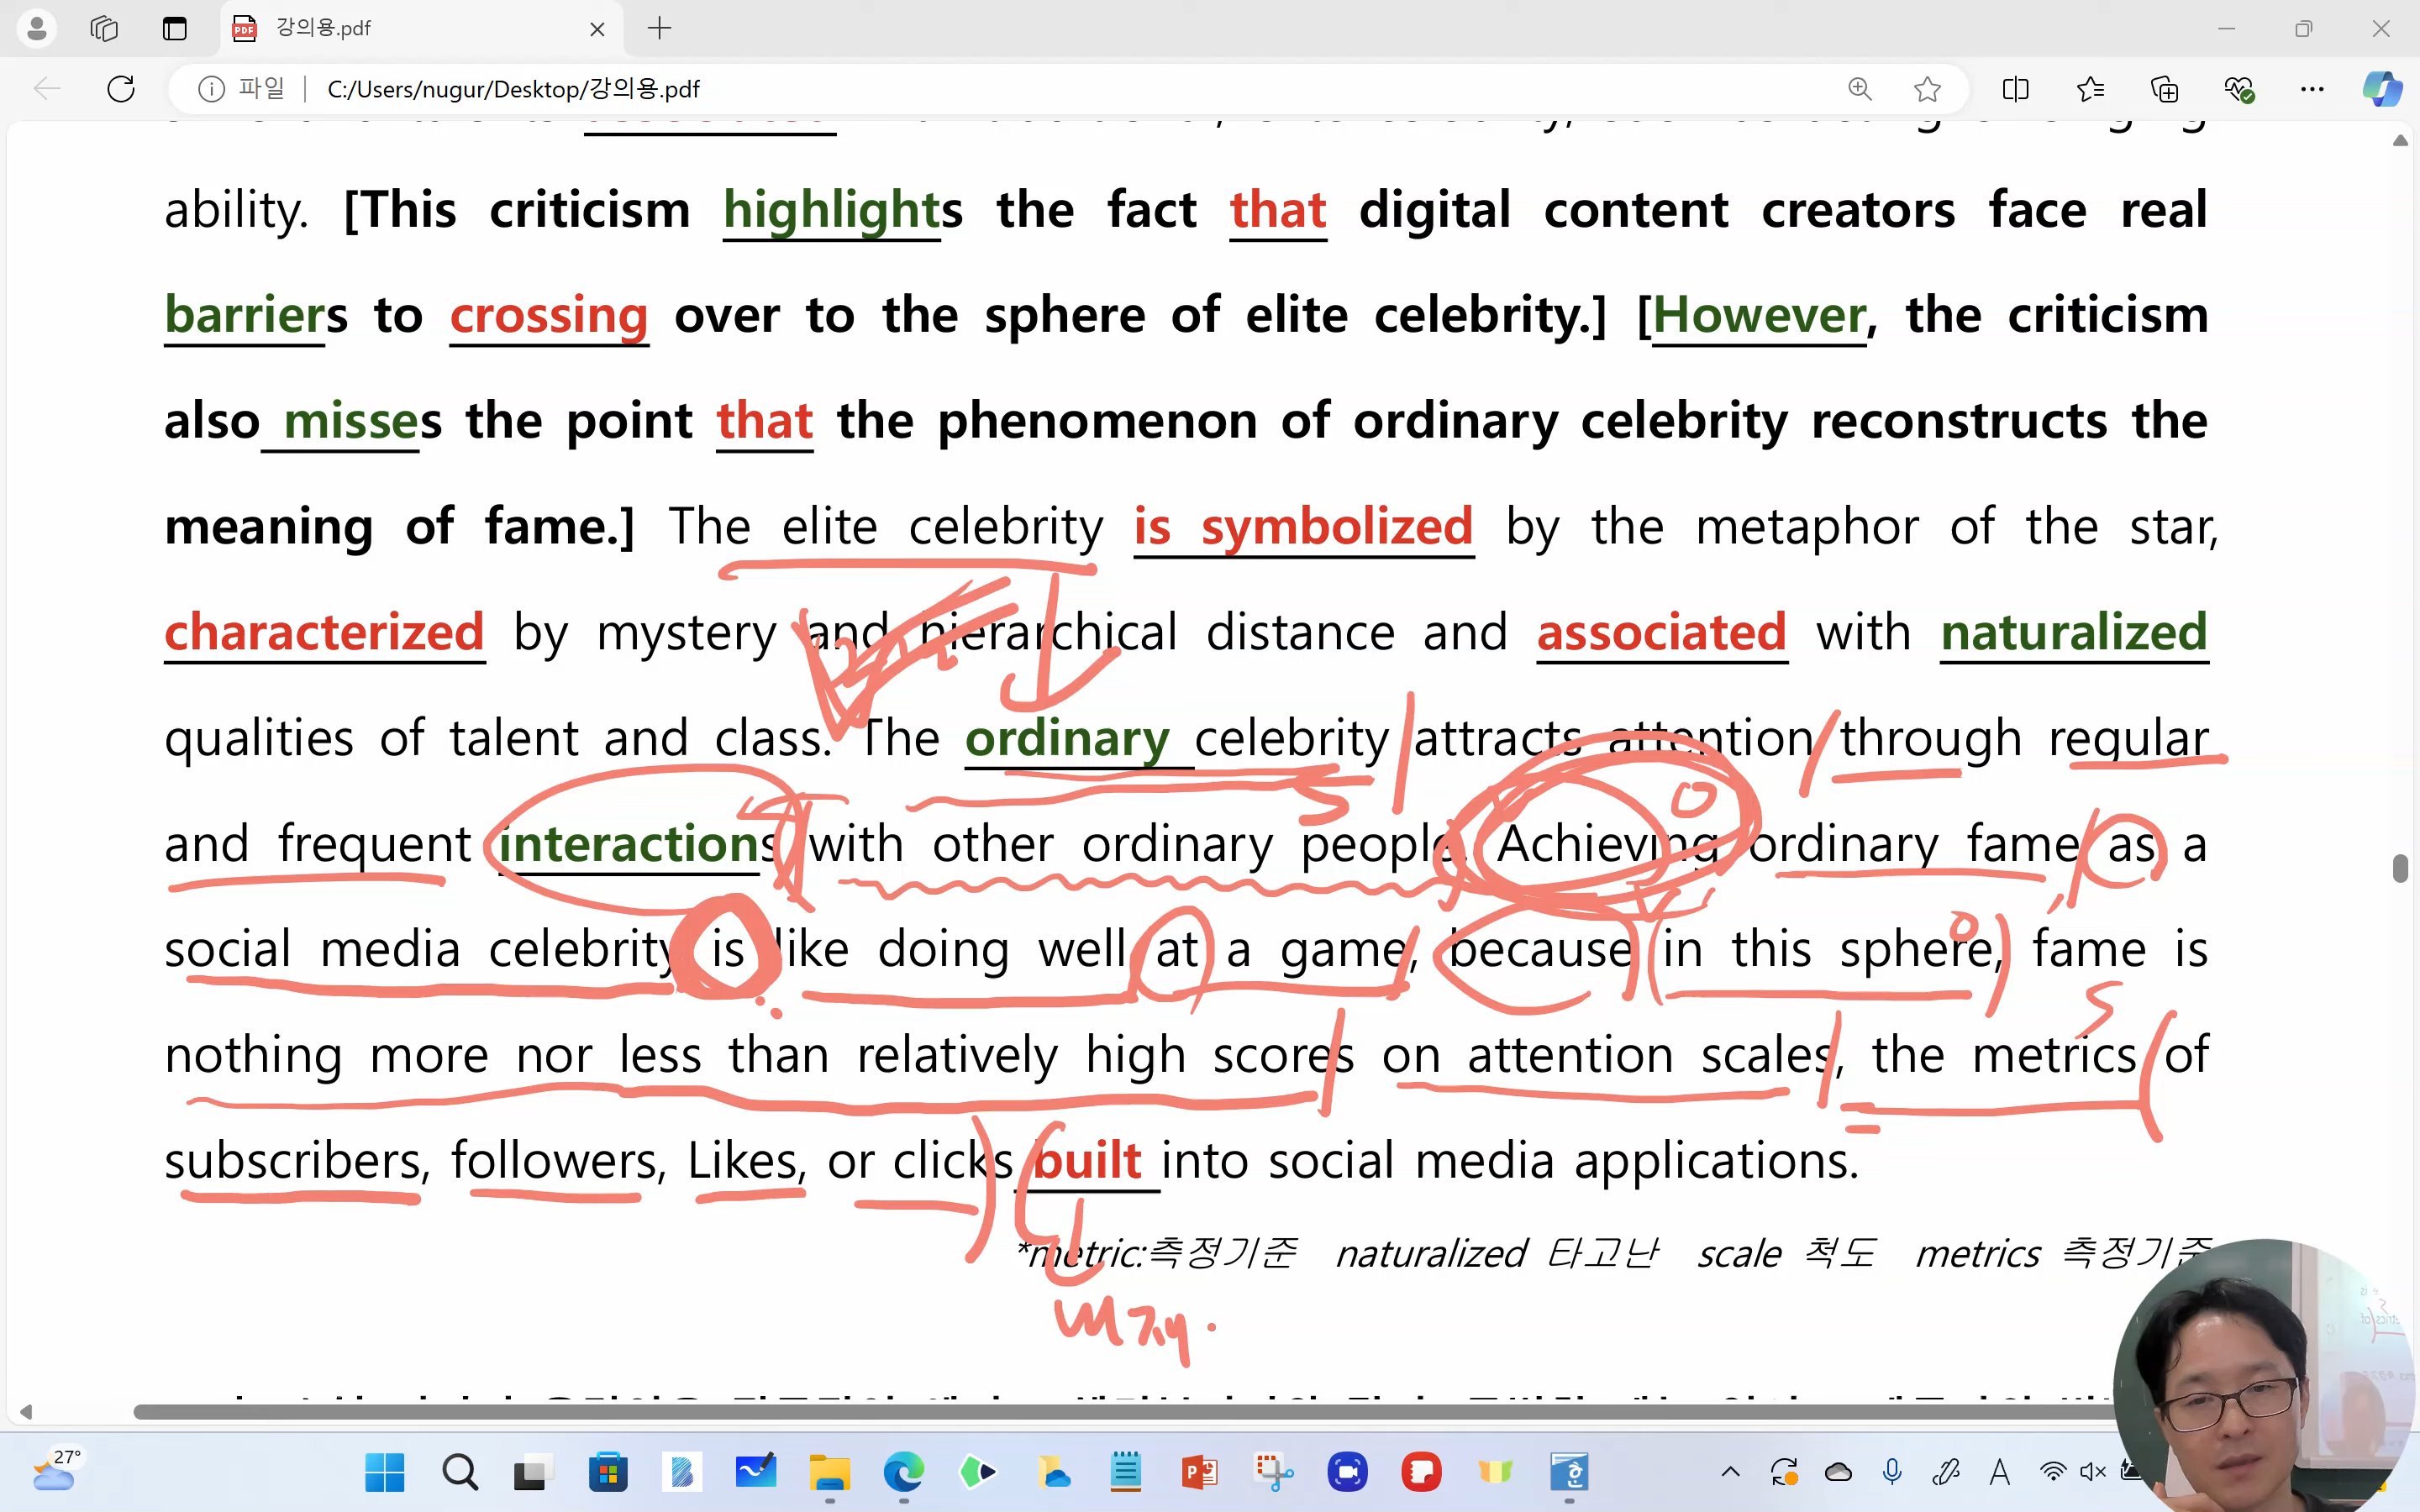 강의용.pdf
파일 C:/Users/nugur/Desktop/강의용.pdf
ability. [This criticism highlights the fact that digital content creators face real
barriers to crossing over to the sphere of elite celebrity.] [However, the criticism
also misses the point that the phenomenon of ordinary celebrity reconstructs the
meaning of fame.] The elite celebrity is symbolized by the metaphor of the star,
characterized by mystery and hierarchical distance and associated with naturalized
qualities of talent and class. The ordinary celebrity attracts attention through regular
and frequent interactions with other ordinary people. Achieving ordinary fame as a
social media celebrity is like doing well at a game, because in this sphere, fame is
nothing more nor less than relatively high scores on attention scales, the metrics of
subscribers, followers, Likes, or clicks built into social media applications.
*metric:측정기준 naturalized 타고난 scale 척도 metrics 측정기준
27°